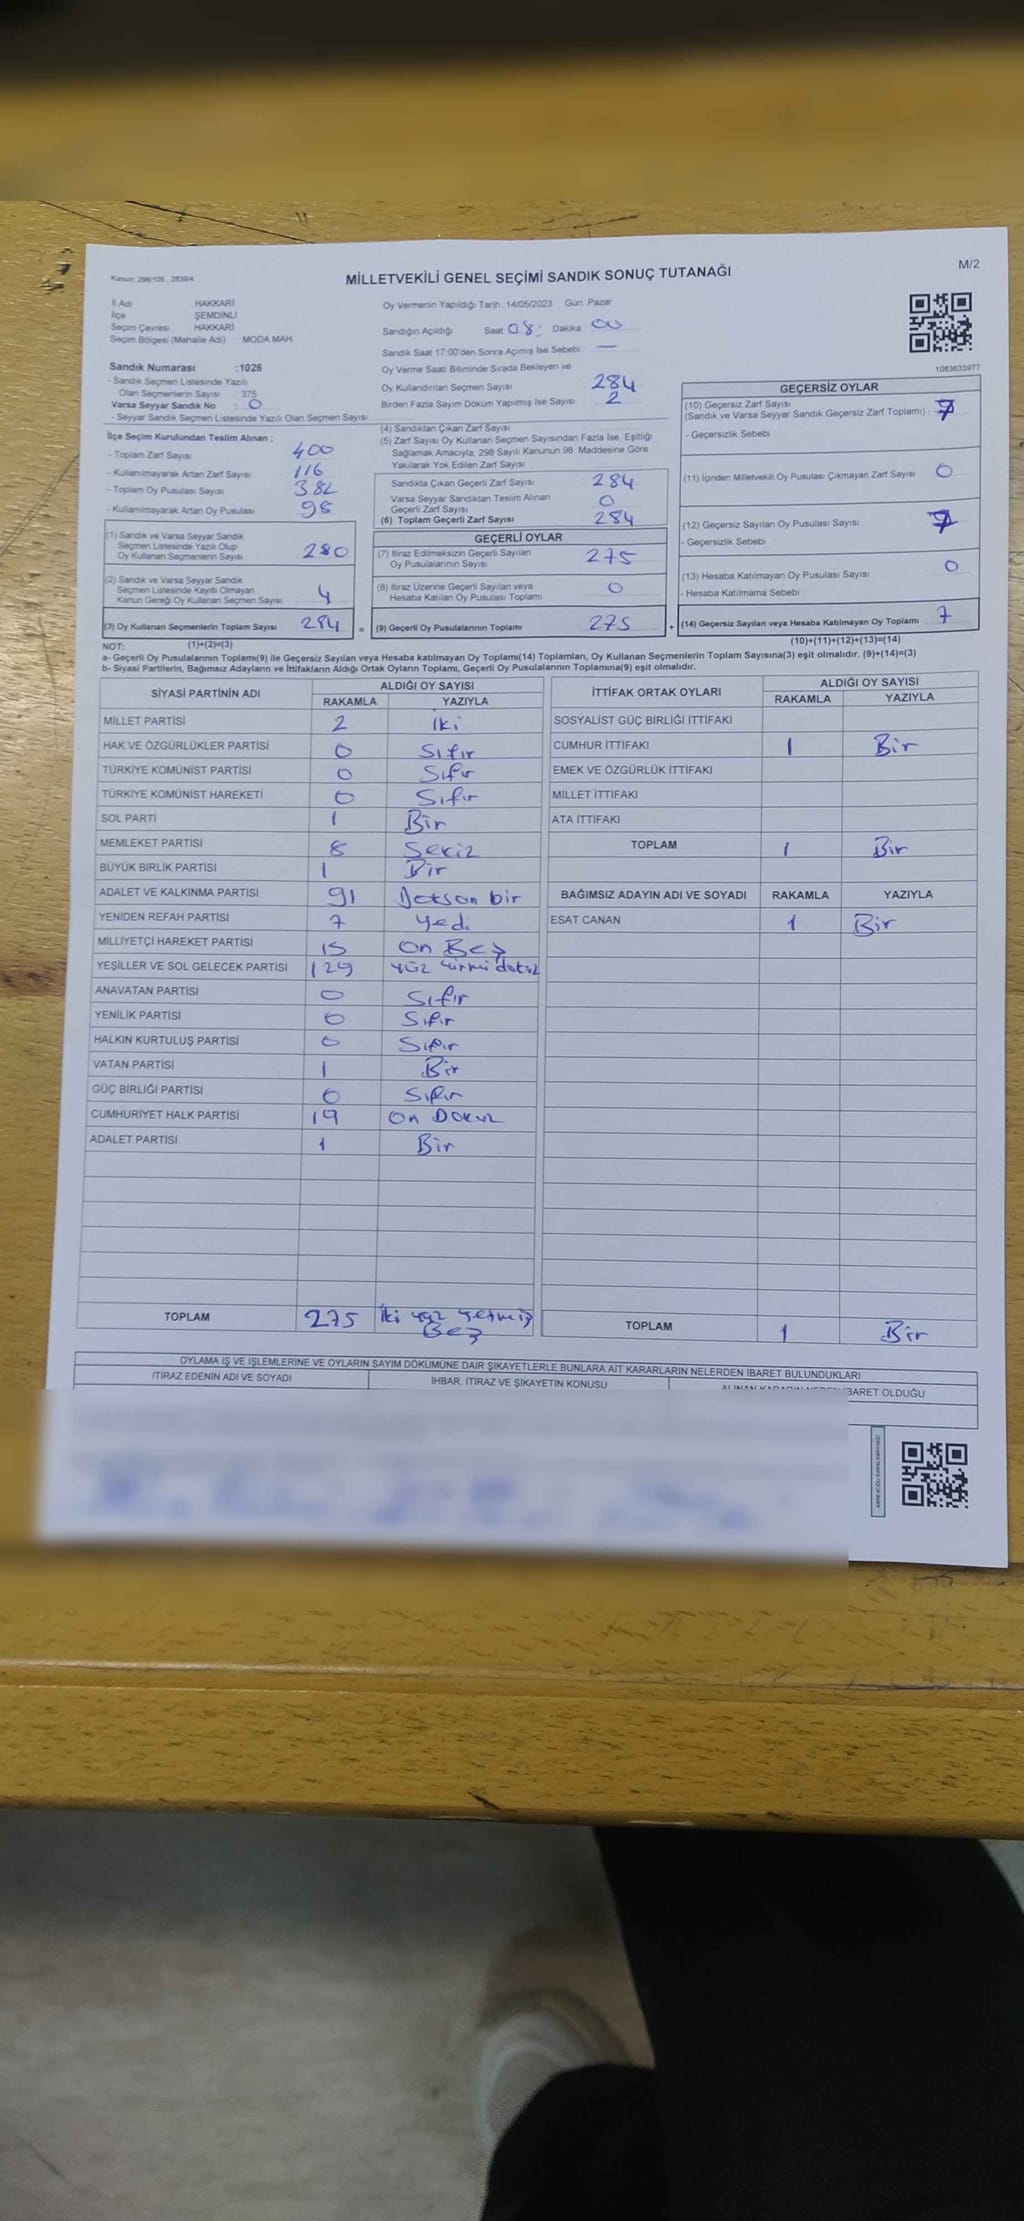 Kanun: 298/105 , 2839/4
MİLLETVEKİLİ GENEL SEÇİMİ SANDIK SONUÇ TUTANAĞI
M/2
İl Adı HAKKARİ
İlçe ŞEMDİNLİ
Seçim Çevresi HAKKARİ
Seçim Bölgesi (Mahalle Adı) MODA MAH.
Oy Vermenin Yapıldığı Tarih: 14/05/2023 Gün: Pazar
Sandığın Açıldığı Saat 08: Dakika 00
Sandık Saat 17:00'den Sonra Açımış İse Sebebi: —
Oy Verme Saati Bitiminde Sırada Bekleyen ve
Oy Kullandırılan Seçmen Sayısı 284
Birden Fazla Sayım Döküm Yapılmış İse Sayısı: 2
1083633977
Sandık Numarası :1026
- Sandık Seçmen Listesinde Yazılı
Olan Seçmenlerin Sayısı 375
Varsa Seyyar Sandık No : 0
- Seyyar Sandık Seçmen Listesinde Yazılı Olan Seçmen Sayısı:
İlçe Seçim Kurulundan Teslim Alınan ;
- Toplam Zarf Sayısı 400
- Kullanılmayarak Artan Zarf Sayısı 116
- Toplam Oy Pusulası Sayısı 382
- Kullanılmayarak Artan Oy Pusulası 98
(1) Sandık ve Varsa Seyyar Sandık
Seçmen Listesinde Yazılı Olup
Oy Kullanan Seçmenlerin Sayısı 280
(2) Sandık ve Varsa Seyyar Sandık
Seçmen Listesinde Kayıtlı Olmayan
Kanun Gereği Oy Kullanan Seçmen Sayısı 4
(3) Oy Kullanan Seçmenlerin Toplam Sayısı 284 =
(1)+(2)=(3)
(4) Sandıktan Çıkan Zarf Sayısı
(5) Zarf Sayısı Oy Kullanan Seçmen Sayısından Fazla İse, Eşitliği
Sağlamak Amacıyla, 298 Sayılı Kanunun 98. Maddesine Göre
Yakılarak Yok Edilen Zarf Sayısı
Sandıkta Çıkan Geçerli Zarf Sayısı 284
Varsa Seyyar Sandıktan Teslim Alınan
Geçerli Zarf Sayısı 0
(6) Toplam Geçerli Zarf Sayısı 284
GEÇERLİ OYLAR
(7) İtiraz Edilmeksizin Geçerli Sayılan
Oy Pusulalarının Sayısı 275
(8) İtiraz Üzerine Geçerli Sayılan veya
Hesaba Katılan Oy Pusulası Toplamı 0
(9) Geçerli Oy Pusulalarının Toplamı 275 +
GEÇERSİZ OYLAR
(10) Geçersiz Zarf Sayısı
(Sandık ve Varsa Seyyar Sandık Geçersiz Zarf Toplamı)
- Geçersizlik Sebebi
(11) İçinden Milletvekili Oy Pusulası Çıkmayan Zarf Sayısı 0
(12) Geçersiz Sayılan Oy Pusulası Sayısı 7
- Geçersizlik Sebebi
(13) Hesaba Katılmayan Oy Pusulası Sayısı 0
- Hesaba Katılmama Sebebi
(14) Geçersiz Sayılan veya Hesaba Katılmayan Oy Toplamı 7
(10)+(11)+(12)+(13)=(14)
NOT:
a- Geçerli Oy Pusulalarının Toplamı(9) ile Geçersiz Sayılan veya Hesaba katılmayan Oy Toplamı(14) Toplamları, Oy Kullanan Seçmenlerin Toplam Sayısına(3) eşit olmalıdır. (9)+(14)=(3)
b- Siyasi Partilerin, Bağımsız Adayların ve İttifakların Aldığı Ortak Oyların Toplamı, Geçerli Oy Pusulalarının Toplamına(9) eşit olmalıdır.
SİYASİ PARTİNİN ADI ALDIĞI OY SAYISI
RAKAMLA YAZIYLA
MİLLET PARTİSİ 2 iki
HAK VE ÖZGÜRLÜKLER PARTİSİ 0 Sıfır
TÜRKİYE KOMÜNİST PARTİSİ 0 Sıfır
TÜRKİYE KOMÜNİST HAREKETİ 0 Sıfır
SOL PARTİ 1 Bir
MEMLEKET PARTİSİ 8 Sekiz
BÜYÜK BİRLİK PARTİSİ 1 Bir
ADALET VE KALKINMA PARTİSİ 91 Doksan bir
YENİDEN REFAH PARTİSİ 7 Yedi
MİLLİYETÇİ HAREKET PARTİSİ 15 On Beş
YEŞİLLER VE SOL GELECEK PARTİSİ 129 yüz yirmi dokuz
ANAVATAN PARTİSİ 0 Sıfır
YENİLİK PARTİSİ 0 Sıfır
HALKIN KURTULUŞ PARTİSİ 0 Sıfır
VATAN PARTİSİ 1 Bir
GÜÇ BİRLİĞİ PARTİSİ 0 Sıfır
CUMHURİYET HALK PARTİSİ 19 On Dokuz
ADALET PARTİSİ 1 Bir
TOPLAM 275 iki yüz yetmiş
Beş
İTTİFAK ORTAK OYLARI ALDIĞI OY SAYISI
RAKAMLA YAZIYLA
SOSYALİST GÜÇ BİRLİĞİ İTTİFAKI
CUMHUR İTTİFAKI 1 Bir
EMEK VE ÖZGÜRLÜK İTTİFAKI
MİLLET İTTİFAKI
ATA İTTİFAKI
TOPLAM 1 Bir
BAĞIMSIZ ADAYIN ADI VE SOYADI RAKAMLA YAZIYLA
ESAT CANAN 1 Bir
TOPLAM 1 Bir
OYLAMA İŞ VE İŞLEMLERİNE VE OYLARIN SAYIM DÖKÜMÜNE DAİR ŞİKAYETLERLE BUNLARA AİT KARARLARIN NELERDEN İBARET BULUNDUKLARI
İTİRAZ EDENİN ADI VE SOYADI İHBAR, İTİRAZ VE ŞİKAYETİN KONUSU İBARET OLDUĞU